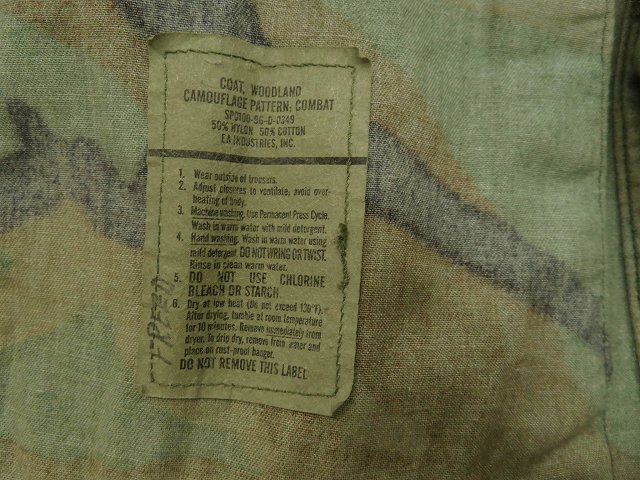 COAT, WOODLAND
CAMOUFLAGE PATTERN: COMBAT
SPO100-96-D-0349
50% NYLON 50% COTTON
EA INDUSTRIES, INC.
1. Wear outside of trousers.
2. Adjust closures to ventilate; avoid over-
heating of body.
3. Machine washing. Use Permanent Press Cycle.
Wash in warm water with mild detergent.
4. Hand washing. Wash in warm water using
mild detergent. DO NOT WRING OR TWIST.
Rinse in clean warm water.
5. DO NOT USE CHLORINE
BLEACH OR STARCH.
6. Dry at low heat (Do not exceed 130°F).
After drying, tumble at room temperature
for 10 minutes. Remove immediately from
dryer. To drip dry, remove from water and
place on rust-proof hanger.
DO NOT REMOVE THIS LABEL